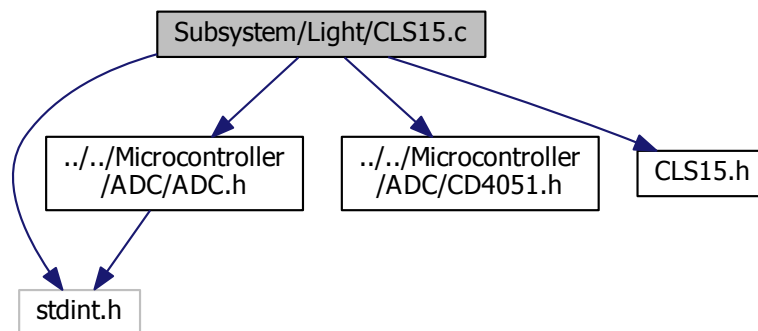 Subsystem/Light/CLS15.c
../../Microcontroller
/ADC/ADC.h
../../Microcontroller
/ADC/CD4051.h
CLS15.h
stdint.h